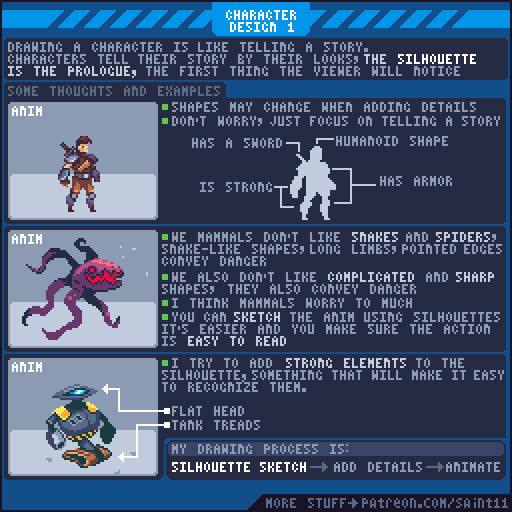 CHARACTER
DESIGN 1
DRAWING A CHARACTER IS LIKE TELLING A STORY.
CHARACTERS TELL THEIR STORY BY THEIR LOOKS, THE SILHOUETTE
IS THE PROLOGUE, THE FIRST THING THE VIEWER WILL NOTICE
SOME THOUGHTS AND EXAMPLES
ANIM
SHAPES MAY CHANGE WHEN ADDING DETAILS
DON'T WORRY, JUST FOCUS ON TELLING A STORY
HAS A SWORD
HUMANOID SHAPE
IS STRONG
HAS ARMOR
ANIM
WE MAMMALS DON'T LIKE SNAKES AND SPIDERS,
SNAKE-LIKE SHAPES, LONG LIMBS, POINTED EDGES
CONVEY DANGER
WE ALSO DON'T LIKE COMPLICATED AND SHARP
SHAPES, THEY ALSO CONVEY DANGER
I THINK MAMMALS WORRY TO MUCH
YOU CAN SKETCH THE ANIM USING SILHOUETTES
IT'S EASIER AND YOU MAKE SURE THE ACTION
IS EASY TO READ
ANIM
I TRY TO ADD STRONG ELEMENTS TO THE
SILHOUETTE, SOMETHING THAT WILL MAKE IT EASY
TO RECOGNIZE THEM.
FLAT HEAD
TANK TREADS
MY DRAWING PROCESS IS:
SILHOUETTE SKETCH → ADD DETAILS → ANIMATE
MORE STUFF → PATREON.COM/SAINT11